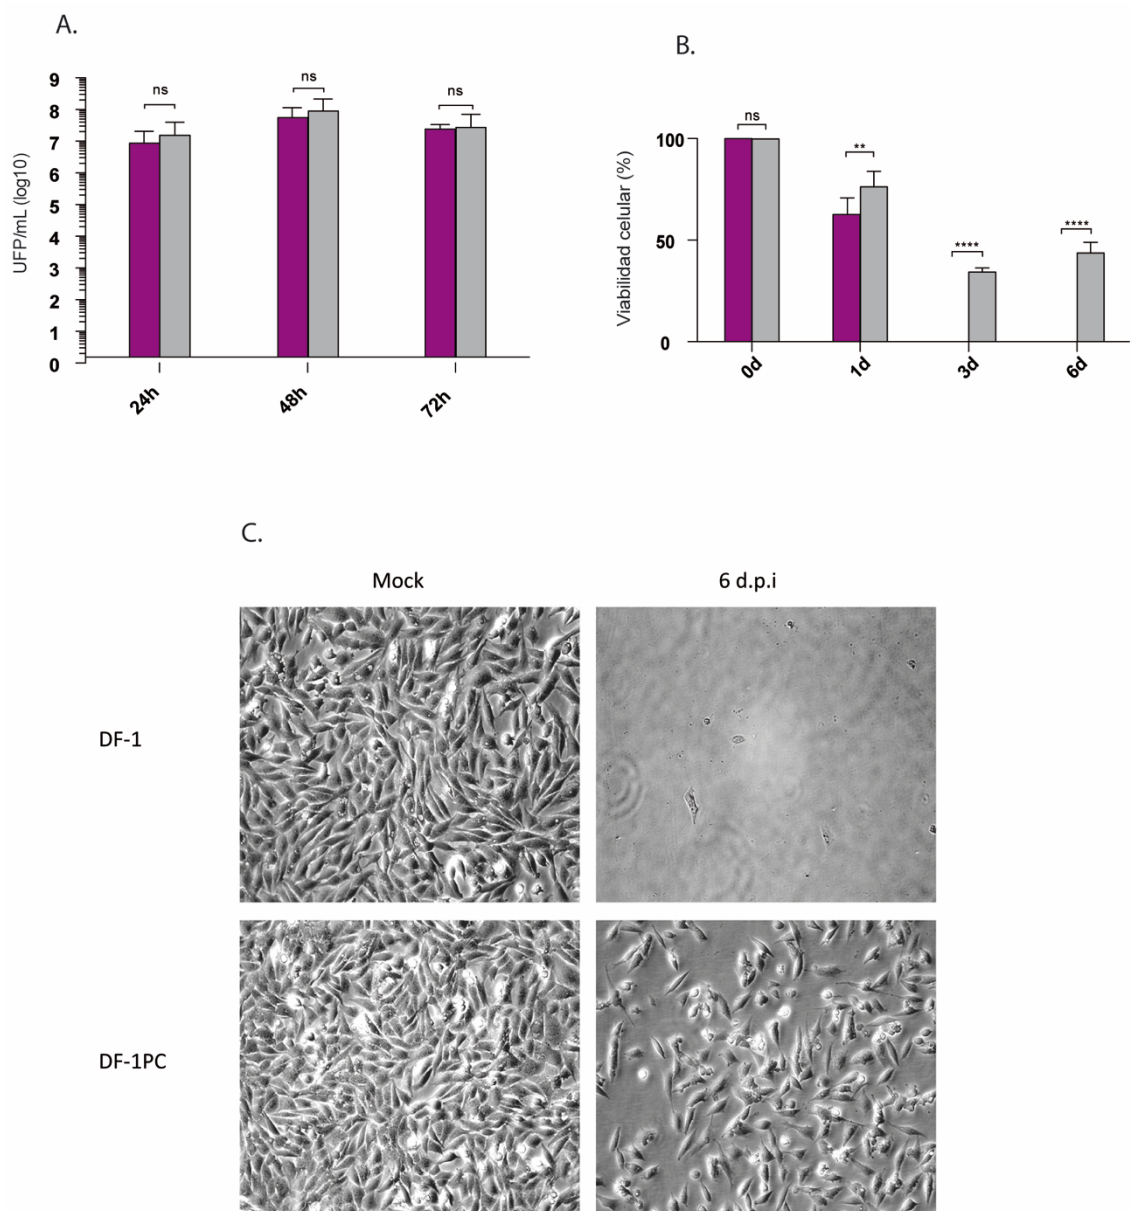 A.
UFP/mL (log10)
9
8
7
6
5
4
3
2
1
0
ns
ns
ns
24h
48h
72h
B.
Viabilidad celular (%)
100
50
0
ns
**
****
****
0d
1d
3d
6d
C.
Mock
6 d.p.i
DF-1
DF-1PC